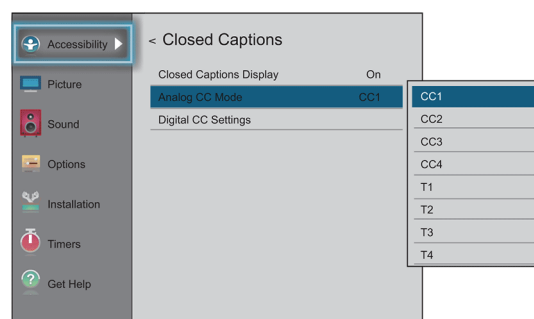 Accessibility
Picture
Sound
Options
Installation
Timers
? Get Help
< Closed Captions
Closed Captions Display On
Analog CC Mode CC1
Digital CC Settings
CC1
CC2
CC3
CC4
T1
T2
T3
T4